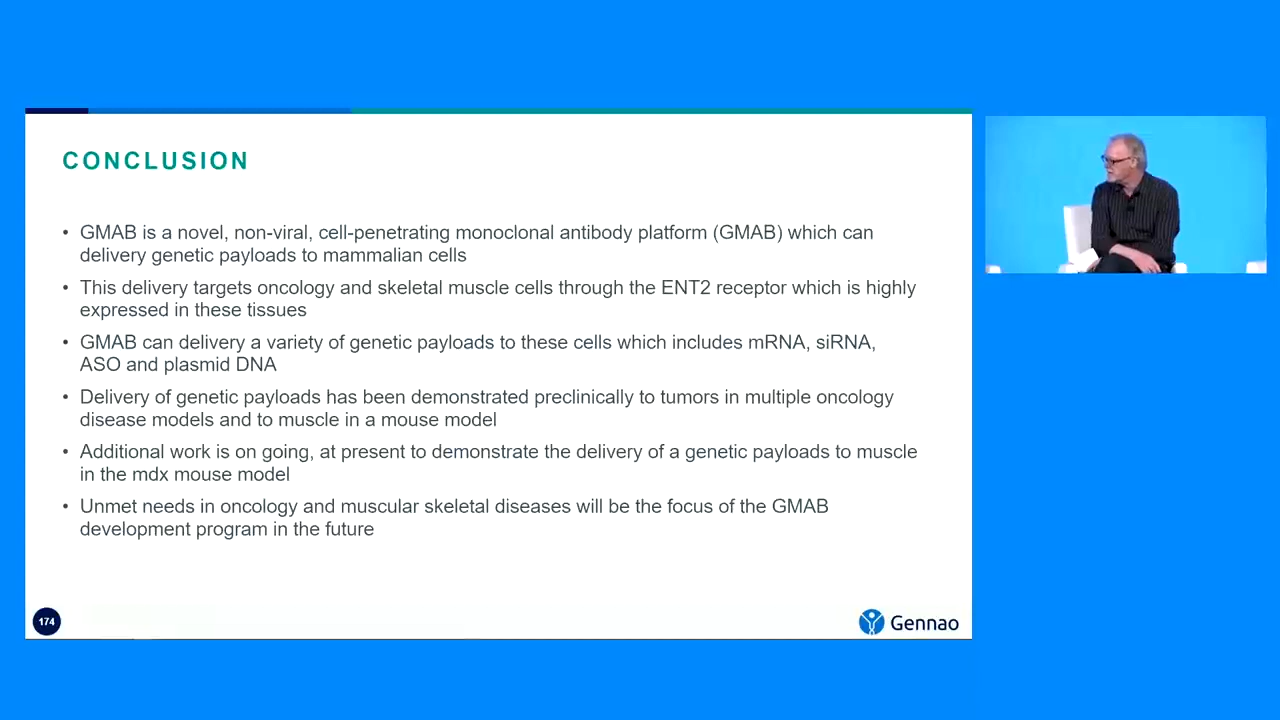 CONCLUSION
• GMAB is a novel, non-viral, cell-penetrating monoclonal antibody platform (GMAB) which can
delivery genetic payloads to mammalian cells
• This delivery targets oncology and skeletal muscle cells through the ENT2 receptor which is highly
expressed in these tissues
• GMAB can delivery a variety of genetic payloads to these cells which includes mRNA, siRNA,
ASO and plasmid DNA
• Delivery of genetic payloads has been demonstrated preclinically to tumors in multiple oncology
disease models and to muscle in a mouse model
• Additional work is on going, at present to demonstrate the delivery of a genetic payloads to muscle
in the mdx mouse model
• Unmet needs in oncology and muscular skeletal diseases will be the focus of the GMAB
development program in the future
174
Gennao